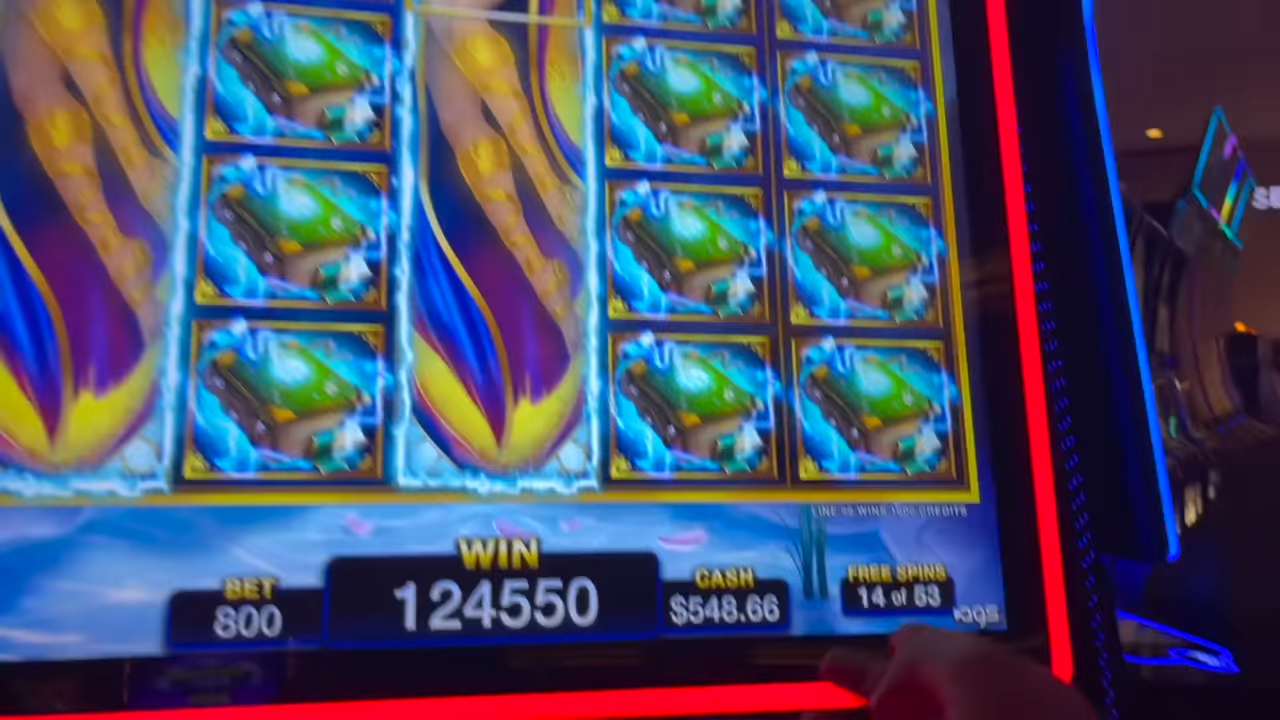 WIN
BET
124550
CASH
FREE SPINS
800
$548.66
14 of 53